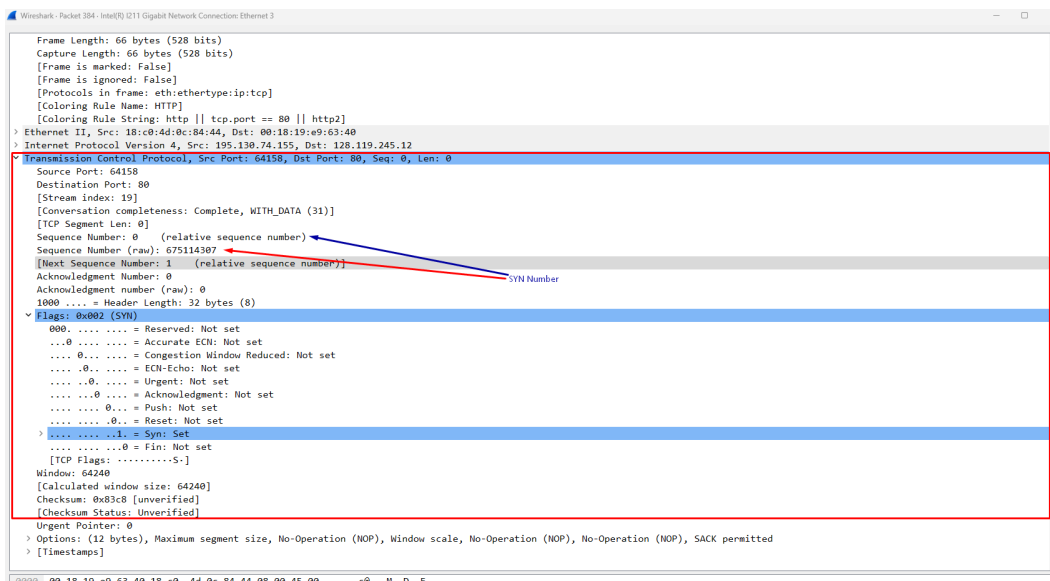 Wireshark · Packet 384 · Intel(R) I211 Gigabit Network Connection: Ethernet 3
Frame Length: 66 bytes (528 bits)
Capture Length: 66 bytes (528 bits)
[Frame is marked: False]
[Frame is ignored: False]
[Protocols in frame: eth:ethertype:ip:tcp]
[Coloring Rule Name: HTTP]
[Coloring Rule String: http || tcp.port == 80 || http2]
> Ethernet II, Src: 18:c0:4d:0c:84:44, Dst: 00:18:19:e9:63:40
> Internet Protocol Version 4, Src: 195.130.74.155, Dst: 128.119.245.12
Transmission Control Protocol, Src Port: 64158, Dst Port: 80, Seq: 0, Len: 0
Source Port: 64158
Destination Port: 80
[Stream index: 19]
[Conversation completeness: Complete, WITH_DATA (31)]
[TCP Segment Len: 0]
Sequence Number: 0    (relative sequence number)
Sequence Number (raw): 675114307
[Next Sequence Number: 1    (relative sequence number)]
Acknowledgment Number: 0
SYN Number
Acknowledgment number (raw): 0
1000 .... = Header Length: 32 bytes (8)
Flags: 0x002 (SYN)
000. .... .... = Reserved: Not set
...0 .... .... = Accurate ECN: Not set
.... 0... .... = Congestion Window Reduced: Not set
.... .0.. .... = ECN-Echo: Not set
.... ..0. .... = Urgent: Not set
.... ...0 .... = Acknowledgment: Not set
.... .... 0... = Push: Not set
.... .... .0.. = Reset: Not set
> .... .... ..1. = Syn: Set
.... .... ...0 = Fin: Not set
[TCP Flags: ··········S·]
Window: 64240
[Calculated window size: 64240]
Checksum: 0x83c8 [unverified]
[Checksum Status: Unverified]
Urgent Pointer: 0
> Options: (12 bytes), Maximum segment size, No-Operation (NOP), Window scale, No-Operation (NOP), No-Operation (NOP), SACK permitted
> [Timestamps]